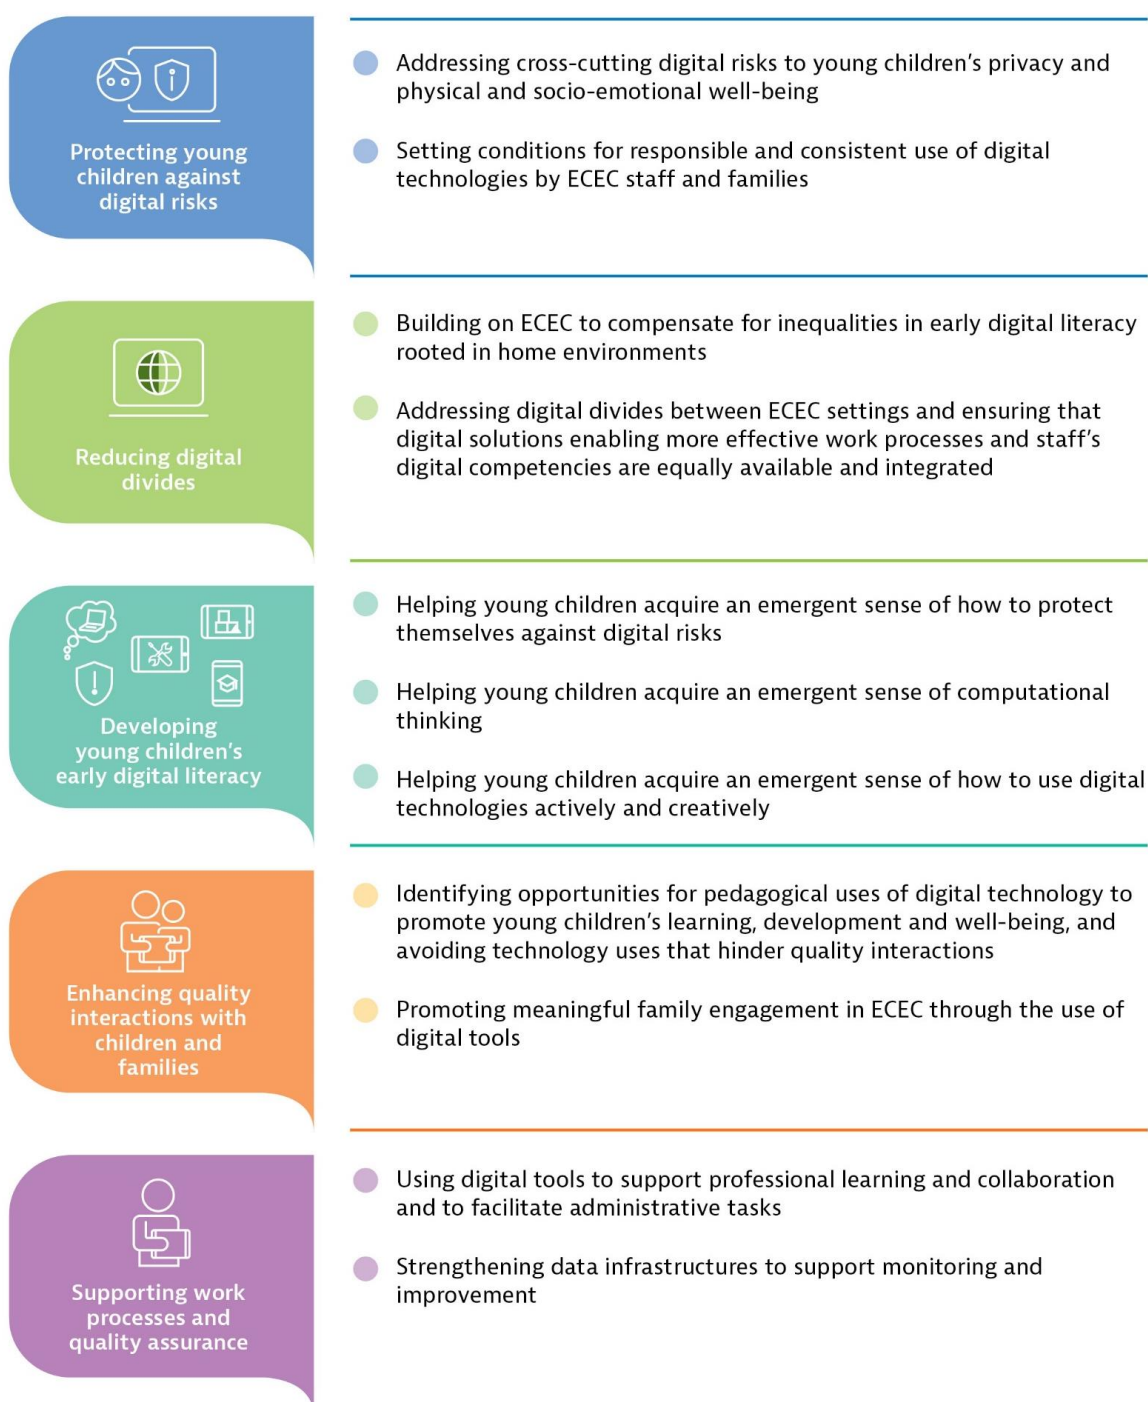 Protecting young
children against
digital risks
Addressing cross-cutting digital risks to young children's privacy and
physical and socio-emotional well-being
Setting conditions for responsible and consistent use of digital
technologies by ECEC staff and families
Reducing digital
divides
Building on ECEC to compensate for inequalities in early digital literacy
rooted in home environments
Addressing digital divides between ECEC settings and ensuring that
digital solutions enabling more effective work processes and staff's
digital competencies are equally available and integrated
Developing
young children's
early digital literacy
Helping young children acquire an emergent sense of how to protect
themselves against digital risks
Helping young children acquire an emergent sense of computational
thinking
Helping young children acquire an emergent sense of how to use digital
technologies actively and creatively
Enhancing quality
interactions with
children and
families
Identifying opportunities for pedagogical uses of digital technology to
promote young children's learning, development and well-being, and
avoiding technology uses that hinder quality interactions
Promoting meaningful family engagement in ECEC through the use of
digital tools
Supporting work
processes and
quality assurance
Using digital tools to support professional learning and collaboration
and to facilitate administrative tasks
Strengthening data infrastructures to support monitoring and
improvement